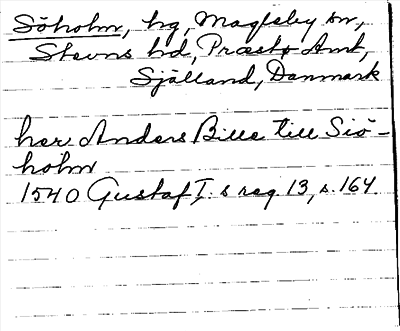 Söholm, hg, Magleby sn,
Stevns hd, Præstø Amt,
Sjælland, Danmark
her Anders Bille till Siö-
holm
1540 Gustaf I.s reg 13, s. 164.